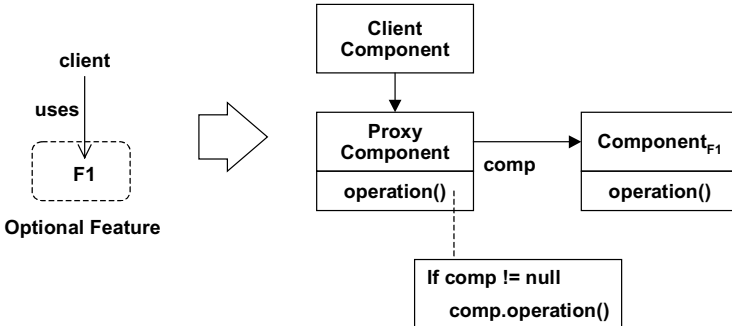 client
uses
F1
Optional Feature
Client
Component
Proxy
Component
operation()
comp
ComponentF1
operation()
If comp != null
comp.operation()